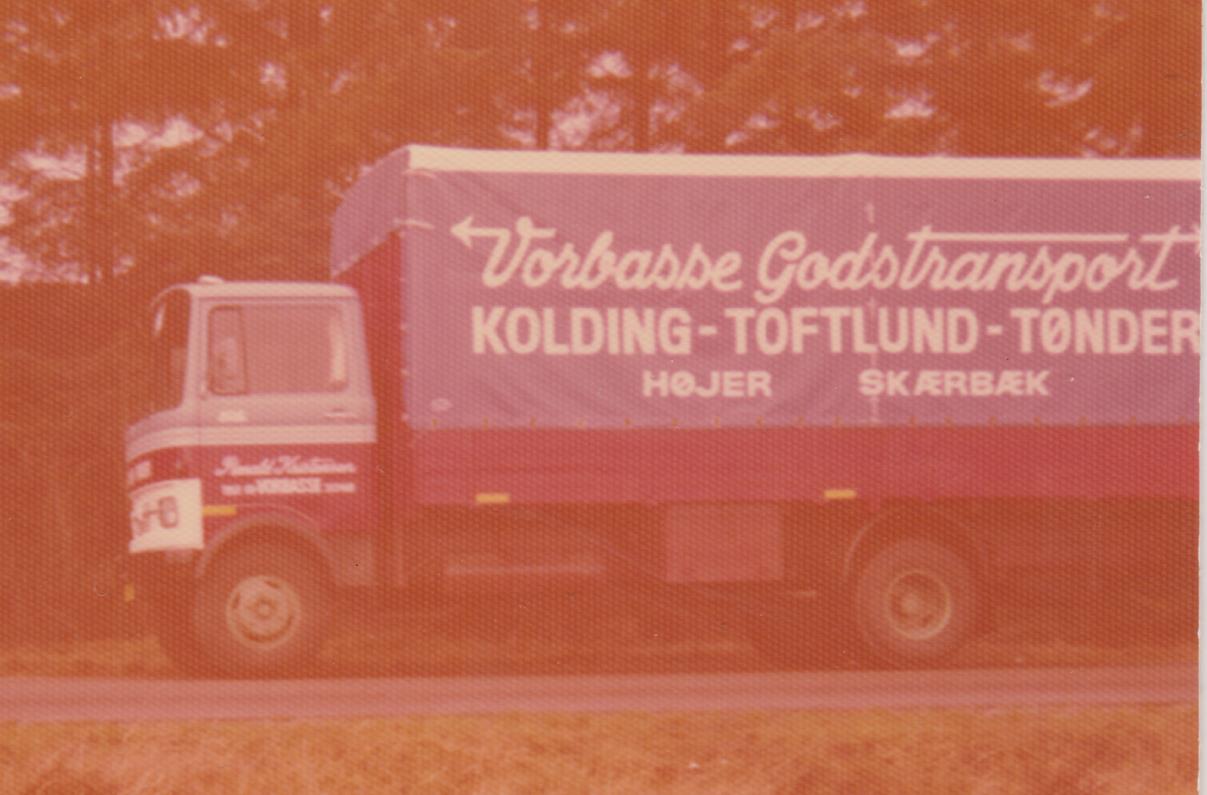 Vorbasse Godstransport
KOLDING - TOFTLUND - TØNDER
HØJER SKÆRBÆK
VORBASSE